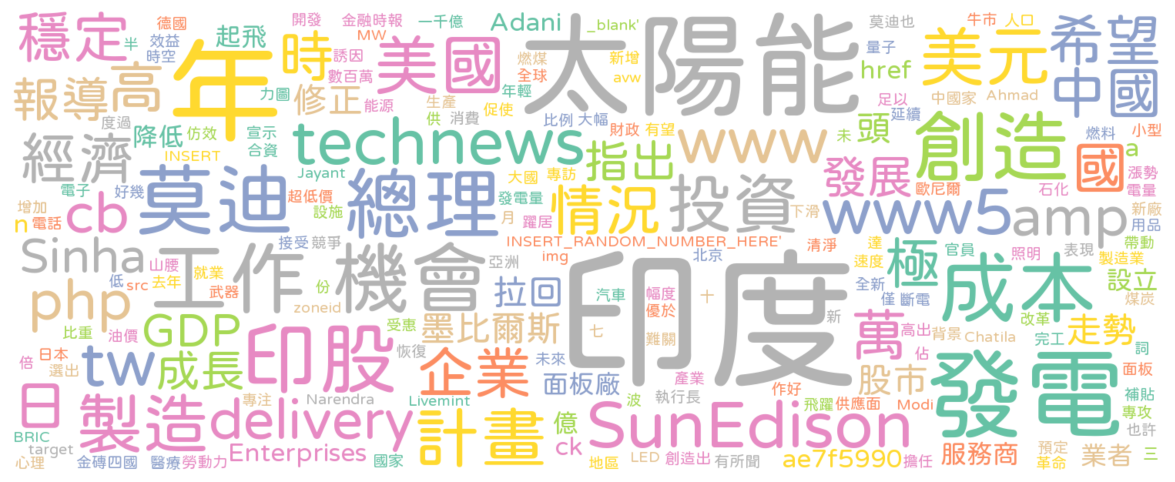 穩定
德國
半
效益
時空
起飛
開發
誘因
金融時報
MW
一千億
Adani
_blank'
莫迪也
量子
牛市
人口
希望
年
時
數百萬
美國
燃煤
全球
新增
avw
太陽能
href
美元
中國
報導
高
力圖
修正
能源
生產
供
消費
年輕
促使
比例
大幅
足以
延續
中國家
Ahmad
度過
經濟
降低
仿效
INSERT
宣示
合資
Jayant
technews
指出
財政
有望
www
未
頭
創造
燃料
a
小型
國
漲勢
電量
電子
好幾
莫迪
超低價
設施
總理
大國
專訪
發電量
月
躍居
情況
投資
下滑
發展
歐尼爾
www5
石化
amp
新廠
用品
增加
n
電話
cb
接受
競爭
INSERT_RANDOM_NUMBER_HERE'
img
北京
清淨
達
速度
極
官員
照明
表現
帶動
製造業
Sinha
山腰
低
src
去年
就業
武器
工作
機會
份
亞洲
拉回
汽車
幅度
優於
十
印度
新
全新
僅
斷電
成本
設立
煤炭
php
zoneid
比重
油價
GDP
受惠
墨比爾斯
七
難關
萬
高出
背景
Chatila
改革
完工
走勢
佔
詞
倍
日本
選出
tw
成長
印股
恢復
企業
未來
面板廠
產業
執行長
作好
股市
發電
面板
補貼
專攻
也許
日
製造
專注
delivery
Narendra
Livemint
計畫
億
波
SunEdison
飛躍
供應面
Modi
BRIC
target
心理
金磚四國
醫療
勞動力
Enterprises
國家
ck
地區
LED
創造出
有所聞
ae7f5990
擔任
服務商
預定
革命
業者
三